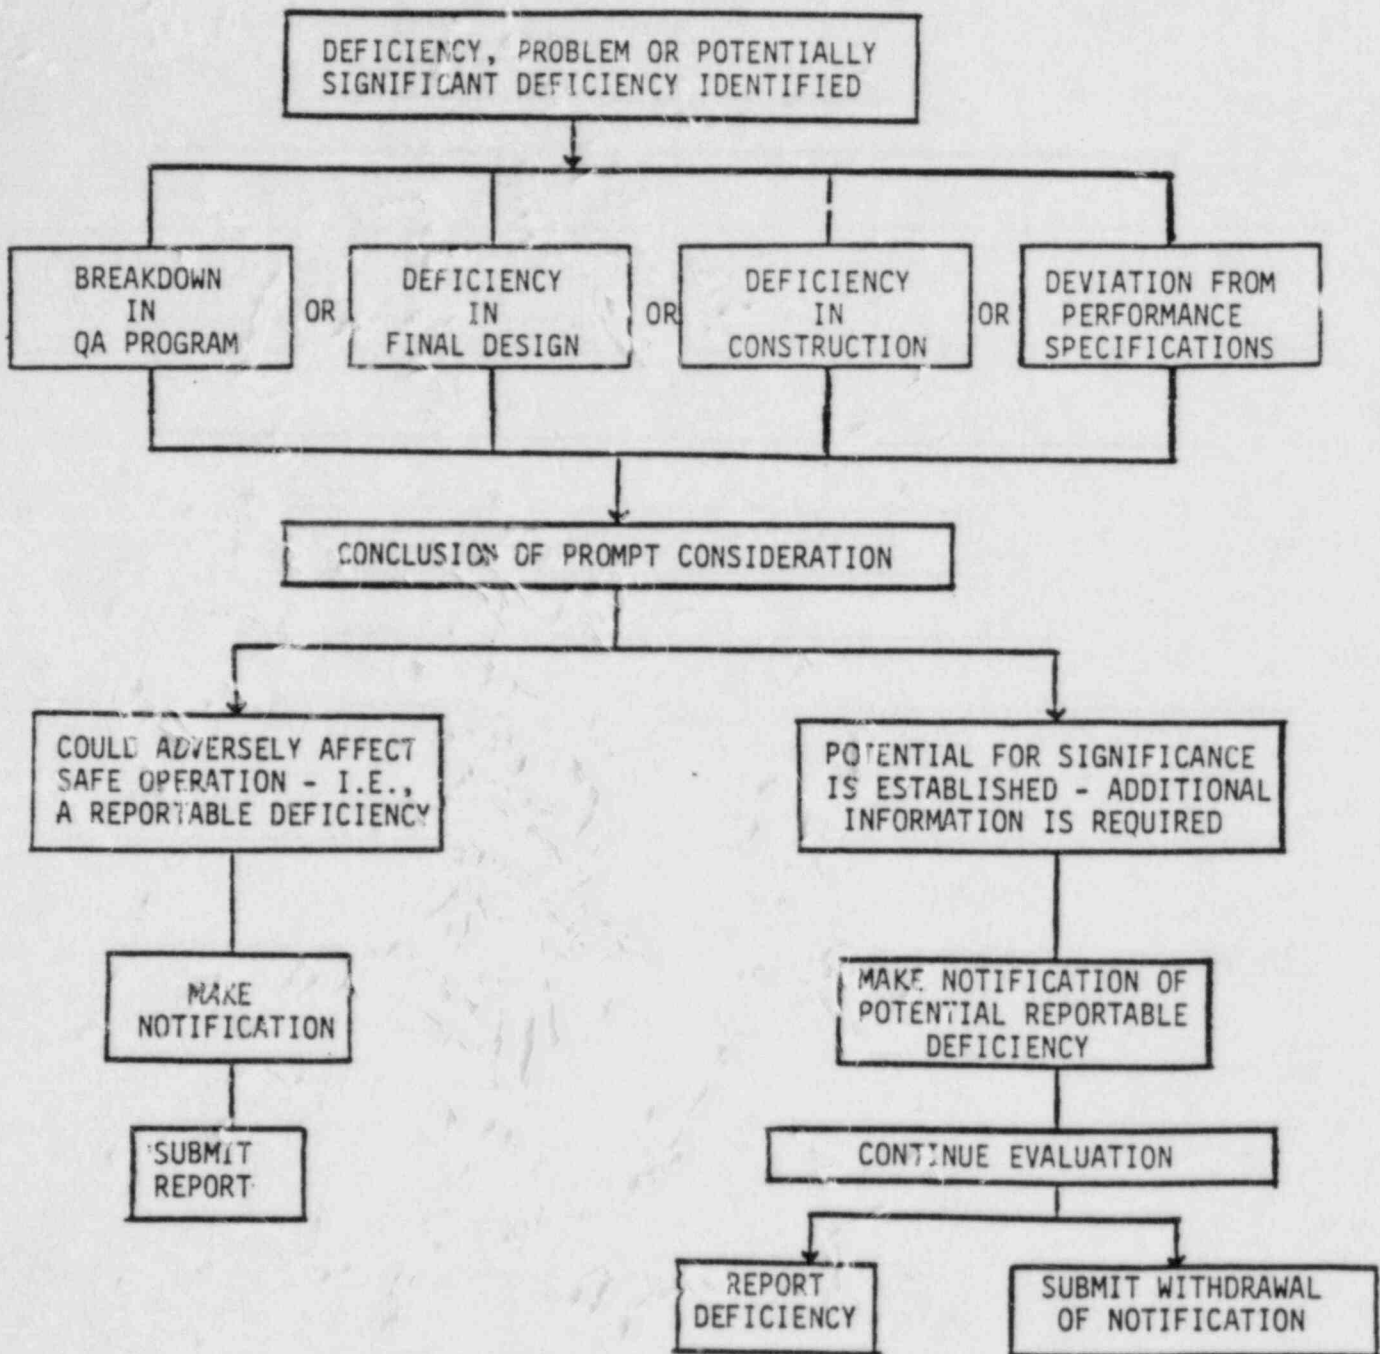 DEFICIENCY, PROBLEM OR POTENTIALLY
SIGNIFICANT DEFICIENCY IDENTIFIED
BREAKDOWN
IN
QA PROGRAM
OR
DEFICIENCY
IN
FINAL DESIGN
OR
DEFICIENCY
IN
CONSTRUCTION
OR
DEVIATION FROM
PERFORMANCE
SPECIFICATIONS
CONCLUSION OF PROMPT CONSIDERATION
COULD ADVERSELY AFFECT
SAFE OPERATION - I.E.,
A REPORTABLE DEFICIENCY
POTENTIAL FOR SIGNIFICANCE
IS ESTABLISHED - ADDITIONAL
INFORMATION IS REQUIRED
MAKE
NOTIFICATION
MAKE NOTIFICATION OF
POTENTIAL REPORTABLE
DEFICIENCY
SUBMIT
REPORT
CONTINUE EVALUATION
REPORT
DEFICIENCY
SUBMIT WITHDRAWAL
OF NOTIFICATION